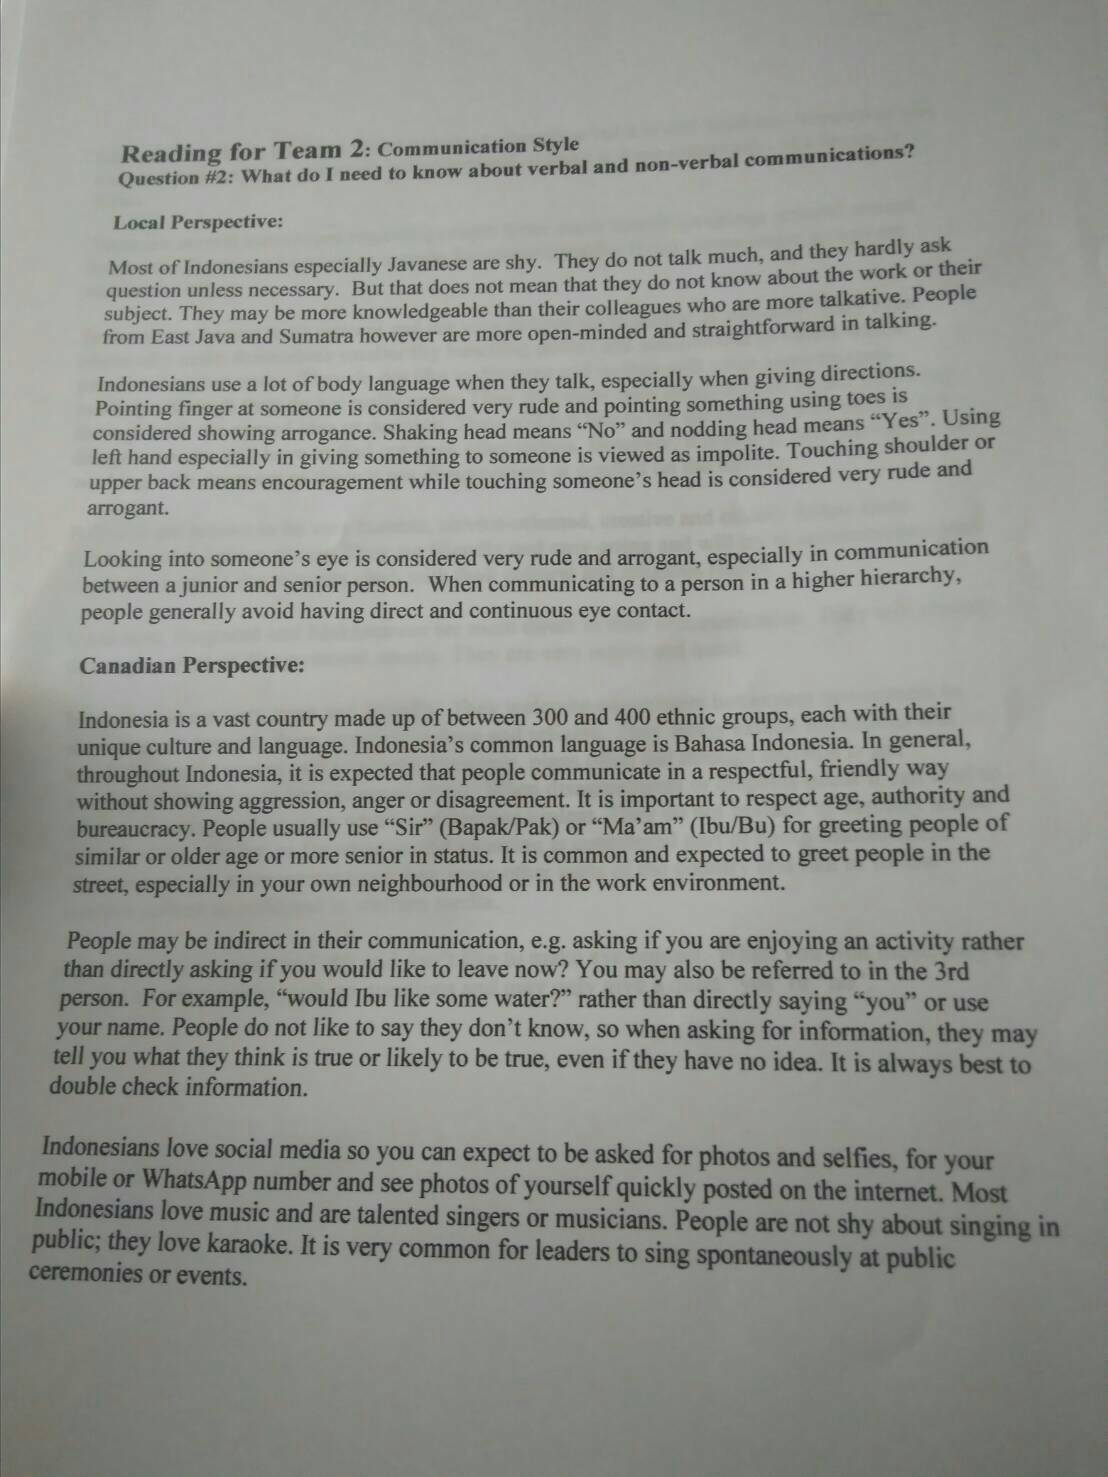 Reading for Team 2: Communication Style
Question #2: What do I need to know about verbal and non-verbal communications?
Local Perspective:
Most of Indonesians especially Javanese are shy. They do not talk much, and they hardly ask
question unless necessary. But that does not mean that they do not know about the work or their
subject. They may be more knowledgeable than their colleagues who are more talkative. People
from East Java and Sumatra however are more open-minded and straightforward in talking.
Indonesians use a lot of body language when they talk, especially when giving directions.
Pointing finger at someone is considered very rude and pointing something using toes is
considered showing arrogance. Shaking head means “No” and nodding head means “Yes”. Using
left hand especially in giving something to someone is viewed as impolite. Touching shoulder or
upper back means encouragement while touching someone’s head is considered very rude and
arrogant.
Looking into someone’s eye is considered very rude and arrogant, especially in communication
between a junior and senior person. When communicating to a person in a higher hierarchy,
people generally avoid having direct and continuous eye contact.
Canadian Perspective:
Indonesia is a vast country made up of between 300 and 400 ethnic groups, each with their
unique culture and language. Indonesia’s common language is Bahasa Indonesia. In general,
throughout Indonesia, it is expected that people communicate in a respectful, friendly way
without showing aggression, anger or disagreement. It is important to respect age, authority and
bureaucracy. People usually use “Sir” (Bapak/Pak) or “Ma’am” (Ibu/Bu) for greeting people of
similar or older age or more senior in status. It is common and expected to greet people in the
street, especially in your own neighbourhood or in the work environment.
People may be indirect in their communication, e.g. asking if you are enjoying an activity rather
than directly asking if you would like to leave now? You may also be referred to in the 3rd
person. For example, “would Ibu like some water?” rather than directly saying “you” or use
your name. People do not like to say they don’t know, so when asking for information, they may
tell you what they think is true or likely to be true, even if they have no idea. It is always best to
double check information.
Indonesians love social media so you can expect to be asked for photos and selfies, for your
mobile or WhatsApp number and see photos of yourself quickly posted on the internet. Most
Indonesians love music and are talented singers or musicians. People are not shy about singing in
public; they love karaoke. It is very common for leaders to sing spontaneously at public
ceremonies or events.